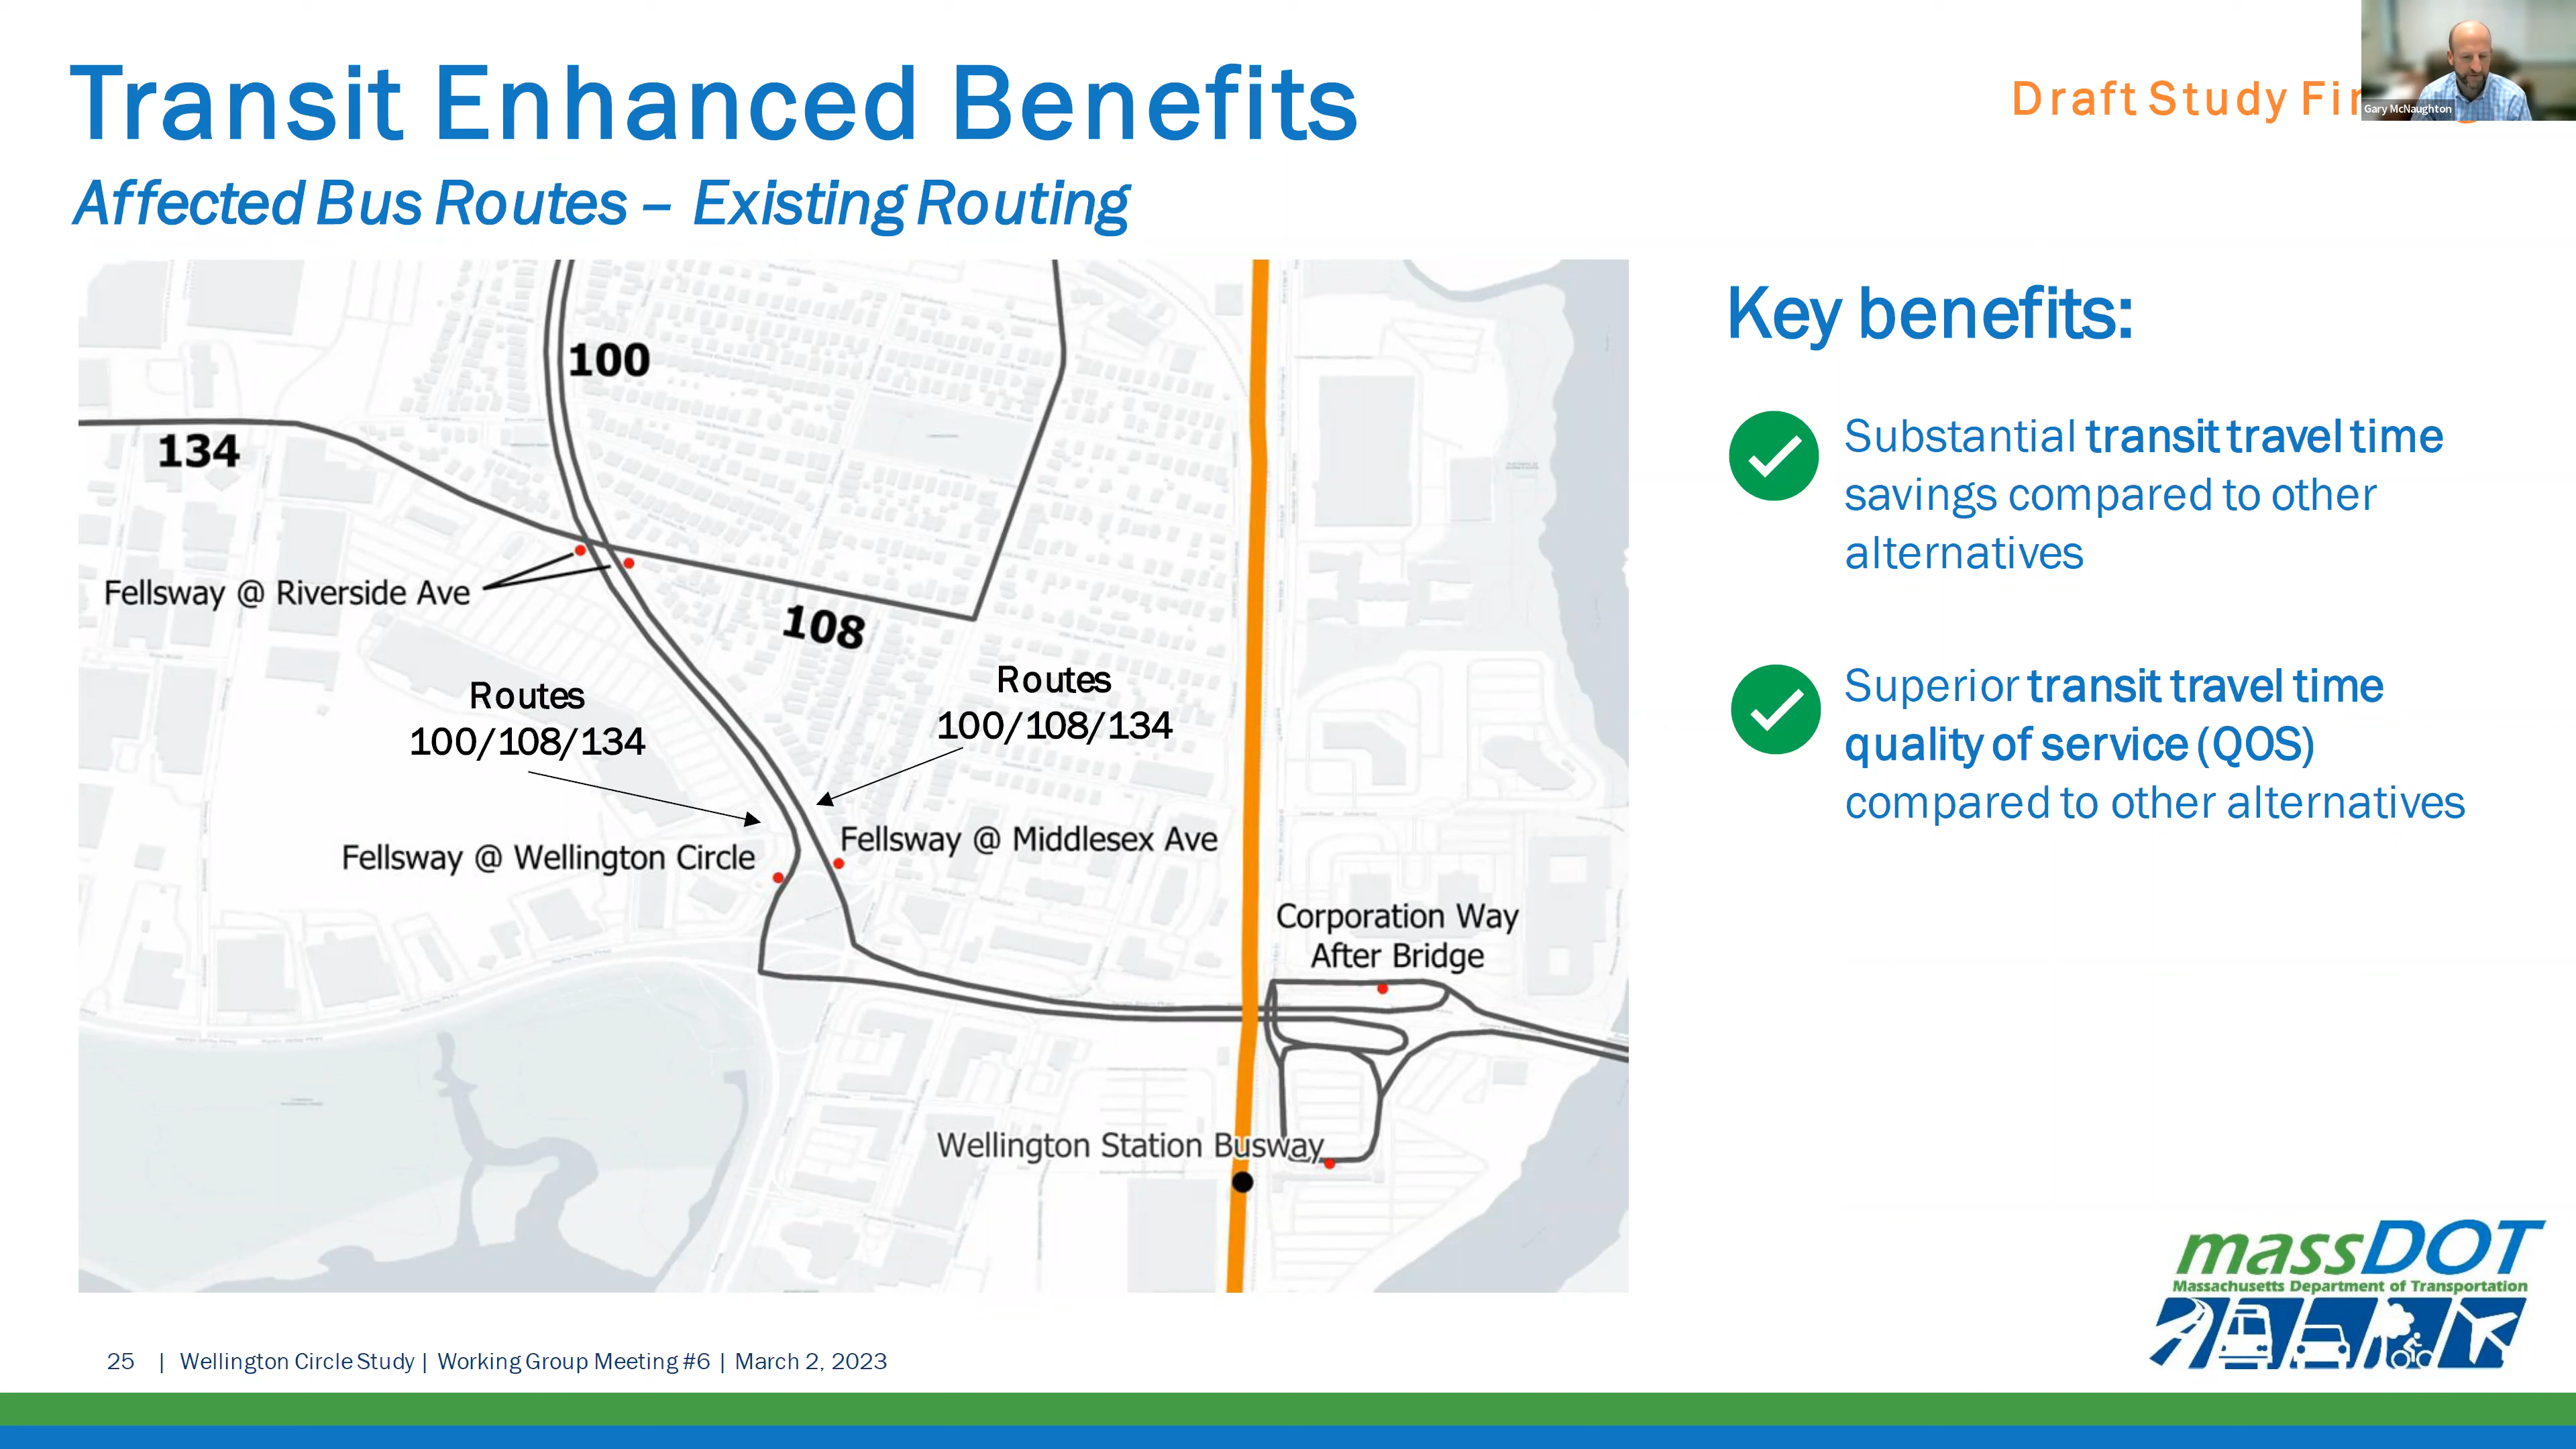 Transit Enhanced Benefits
Draft Study
Gary McNaughton
Affected Bus Routes – Existing Routing
100
134
Fellsway @ Riverside Ave
108
Routes
100/108/134
Routes
100/108/134
Fellsway @ Middlesex Ave
Fellsway @ Wellington Circle
Corporation Way
After Bridge
Wellington Station Busway
Key benefits:
Substantial transit travel time
savings compared to other
alternatives
Superior transit travel time
quality of service (QOS)
compared to other alternatives
massDOT
Massachusetts Department of Transportation
25 | Wellington Circle Study | Working Group Meeting #6 | March 2, 2023